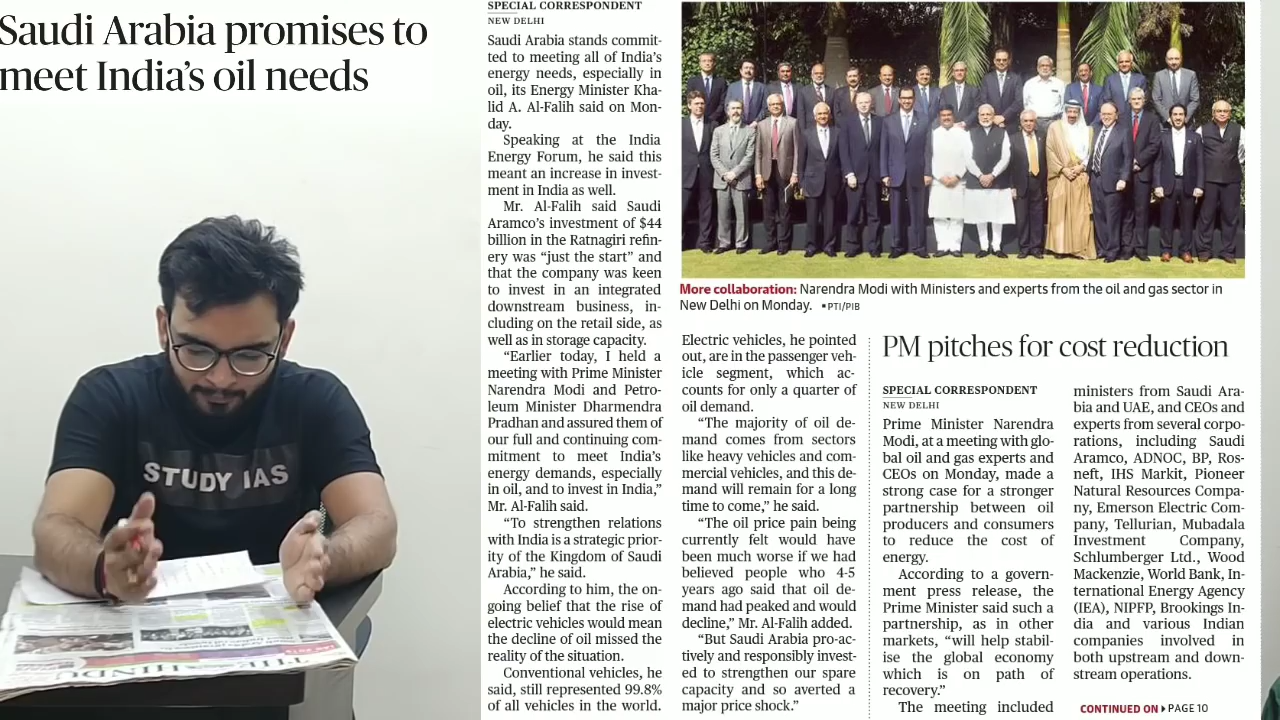 Saudi Arabia promises to
meet India's oil needs
STUDY IAS
THE HINDU
SPECIAL CORRESPONDENT
NEW DELHI
Saudi Arabia stands commit-
ted to meeting all of India's
energy needs, especially in
oil, its Energy Minister Kha-
lid A. Al-Falih said on Mon-
day.
Speaking at the India
Energy Forum, he said this
meant an increase in invest-
ment in India as well.
Mr. Al-Falih said Saudi
Aramco's investment of $44
billion in the Ratnagiri refin-
ery was “just the start” and
that the company was keen
to invest in an integrated
downstream business, in-
cluding on the retail side, as
well as in storage capacity.
“Earlier today, I held a
meeting with Prime Minister
Narendra Modi and Petro-
leum Minister Dharmendra
Pradhan and assured them of
our full and continuing com-
mitment to meet India's
energy demands, especially
in oil, and to invest in India,”
Mr. Al-Falih said.
“To strengthen relations
with India is a strategic prior-
ity of the Kingdom of Saudi
Arabia,” he said.
According to him, the on-
going belief that the rise of
electric vehicles would mean
the decline of oil missed the
reality of the situation.
Conventional vehicles, he
said, still represented 99.8%
of all vehicles in the world.
More collaboration: Narendra Modi with Ministers and experts from the oil and gas sector in
New Delhi on Monday. ▪PTI/PIB
Electric vehicles, he pointed
out, are in the passenger veh-
icle segment, which ac-
counts for only a quarter of
oil demand.
“The majority of oil de-
mand comes from sectors
like heavy vehicles and com-
mercial vehicles, and this de-
mand will remain for a long
time to come,” he said.
“The oil price pain being
currently felt would have
been much worse if we had
believed people who 4-5
years ago said that oil de-
mand had peaked and would
decline,” Mr. Al-Falih added.
“But Saudi Arabia pro-ac-
tively and responsibly invest-
ed to strengthen our spare
capacity and so averted a
major price shock.”
PM pitches for cost reduction
SPECIAL CORRESPONDENT
NEW DELHI
Prime Minister Narendra
Modi, at a meeting with glo-
bal oil and gas experts and
CEOs on Monday, made a
strong case for a stronger
partnership between oil
producers and consumers
to reduce the cost of
energy.
According to a govern-
ment press release, the
Prime Minister said such a
partnership, as in other
markets, “will help stabil-
ise the global economy
which is on path of
recovery.”
The meeting included
ministers from Saudi Ara-
bia and UAE, and CEOs and
experts from several corpo-
rations, including Saudi
Aramco, ADNOC, BP, Ros-
neft, IHS Markit, Pioneer
Natural Resources Compa-
ny, Emerson Electric Com-
pany, Tellurian, Mubadala
Investment Company,
Schlumberger Ltd., Wood
Mackenzie, World Bank, In-
ternational Energy Agency
(IEA), NIPFP, Brookings In-
dia and various Indian
companies involved in
both upstream and down-
stream operations.
CONTINUED ON ▸ PAGE 10